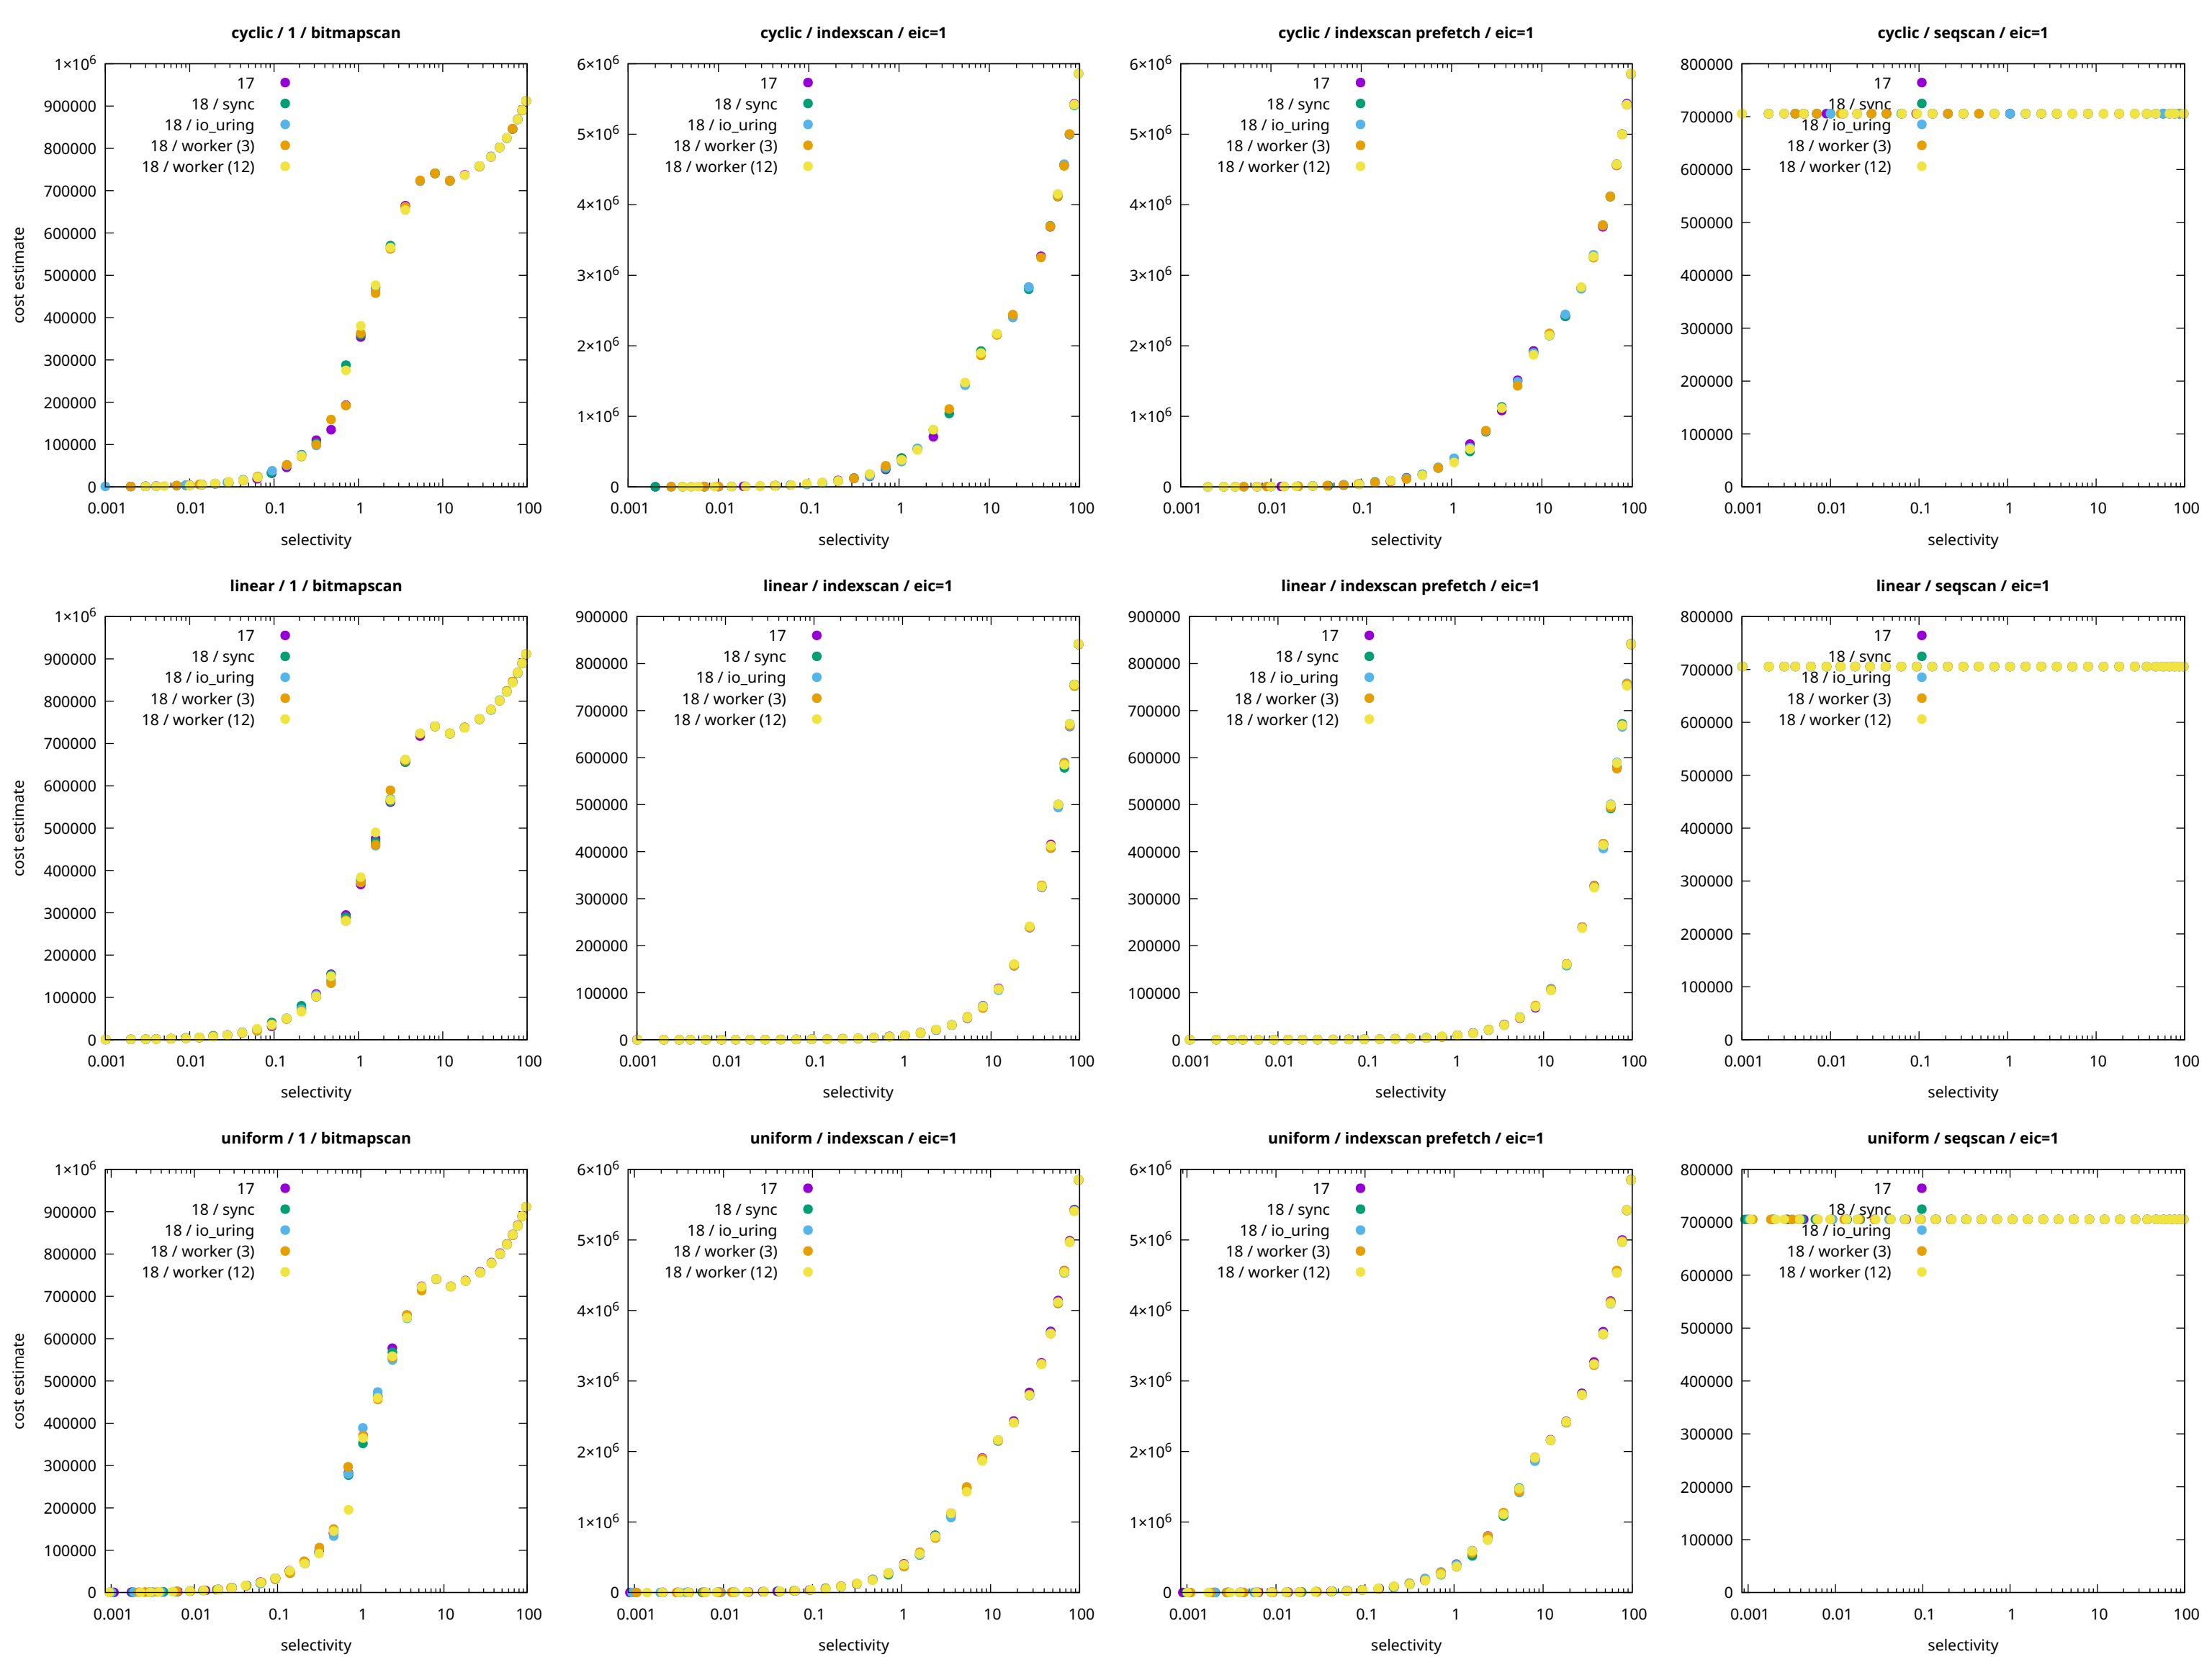 cyclic / 1 / bitmapscan
1×10⁶
900000
800000
700000
600000
500000
400000
300000
200000
100000
0
0.001
0.01
0.1
1
10
100
cost estimate
selectivity
17
18 / sync
18 / io_uring
18 / worker (3)
18 / worker (12)
cyclic / indexscan / eic=1
6×10⁶
5×10⁶
4×10⁶
3×10⁶
2×10⁶
1×10⁶
0
0.001
0.01
0.1
1
10
100
selectivity
17
18 / sync
18 / io_uring
18 / worker (3)
18 / worker (12)
cyclic / indexscan prefetch / eic=1
6×10⁶
5×10⁶
4×10⁶
3×10⁶
2×10⁶
1×10⁶
0
0.001
0.01
0.1
1
10
100
selectivity
17
18 / sync
18 / io_uring
18 / worker (3)
18 / worker (12)
cyclic / seqscan / eic=1
800000
700000
600000
500000
400000
300000
200000
100000
0
0.001
0.01
0.1
1
10
100
selectivity
17
18 / sync
18 / io_uring
18 / worker (3)
18 / worker (12)
linear / 1 / bitmapscan
1×10⁶
900000
800000
700000
600000
500000
400000
300000
200000
100000
0
0.001
0.01
0.1
1
10
100
cost estimate
selectivity
17
18 / sync
18 / io_uring
18 / worker (3)
18 / worker (12)
linear / indexscan / eic=1
900000
800000
700000
600000
500000
400000
300000
200000
100000
0
0.001
0.01
0.1
1
10
100
selectivity
17
18 / sync
18 / io_uring
18 / worker (3)
18 / worker (12)
linear / indexscan prefetch / eic=1
900000
800000
700000
600000
500000
400000
300000
200000
100000
0
0.001
0.01
0.1
1
10
100
selectivity
17
18 / sync
18 / io_uring
18 / worker (3)
18 / worker (12)
linear / seqscan / eic=1
800000
700000
600000
500000
400000
300000
200000
100000
0
0.001
0.01
0.1
1
10
100
selectivity
17
18 / sync
18 / io_uring
18 / worker (3)
18 / worker (12)
uniform / 1 / bitmapscan
1×10⁶
900000
800000
700000
600000
500000
400000
300000
200000
100000
0
0.001
0.01
0.1
1
10
100
cost estimate
selectivity
17
18 / sync
18 / io_uring
18 / worker (3)
18 / worker (12)
uniform / indexscan / eic=1
6×10⁶
5×10⁶
4×10⁶
3×10⁶
2×10⁶
1×10⁶
0
0.001
0.01
0.1
1
10
100
selectivity
17
18 / sync
18 / io_uring
18 / worker (3)
18 / worker (12)
uniform / indexscan prefetch / eic=1
6×10⁶
5×10⁶
4×10⁶
3×10⁶
2×10⁶
1×10⁶
0
0.001
0.01
0.1
1
10
100
selectivity
17
18 / sync
18 / io_uring
18 / worker (3)
18 / worker (12)
uniform / seqscan / eic=1
800000
700000
600000
500000
400000
300000
200000
100000
0
0.001
0.01
0.1
1
10
100
selectivity
17
18 / sync
18 / io_uring
18 / worker (3)
18 / worker (12)